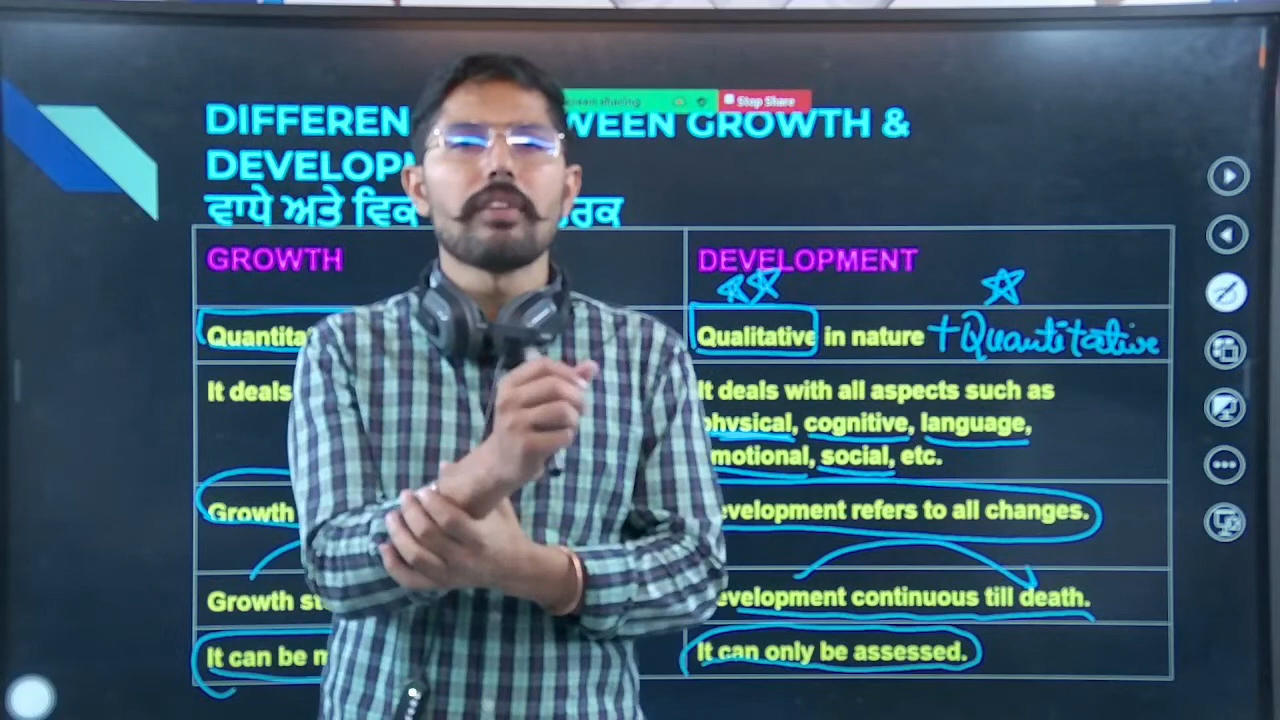 screen sharing Stop Share
DIFFEREN WEEN GROWTH &
DEVELOP
ਵਾਧੇ ਅਤੇ ਵਿਕ ਰਕ
GROWTH DEVELOPMENT
Quantita Qualitative in nature + Quantitative
It deals It deals with all aspects such as
physical, cognitive, language,
motional, social, etc.
Growth evelopment refers to all changes.
Growth st evelopment continuous till death.
It can be m It can only be assessed.